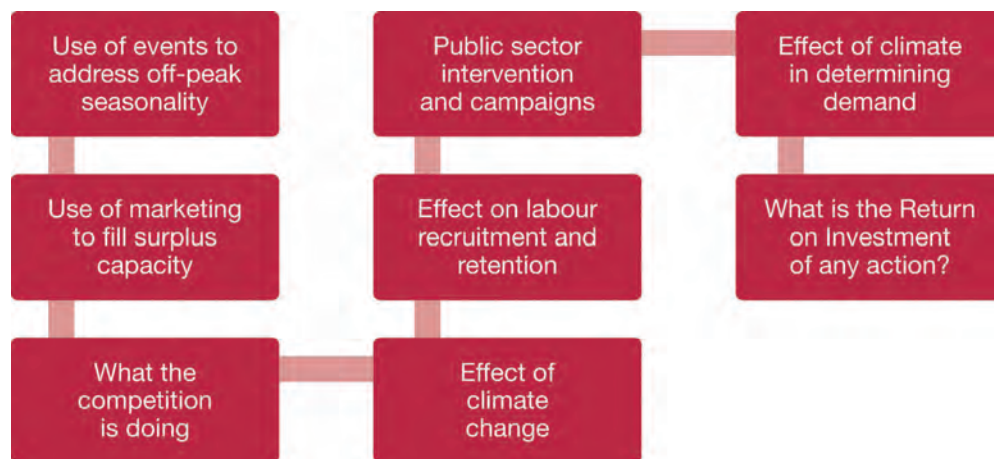 Use of events to
address off-peak
seasonality
Use of marketing
to fill surplus
capacity
What the
competition
is doing
Effect of
climate
change
Effect on labour
recruitment and
retention
Public sector
intervention
and campaigns
Effect of climate
in determining
demand
What is the Return
on Investment
of any action?